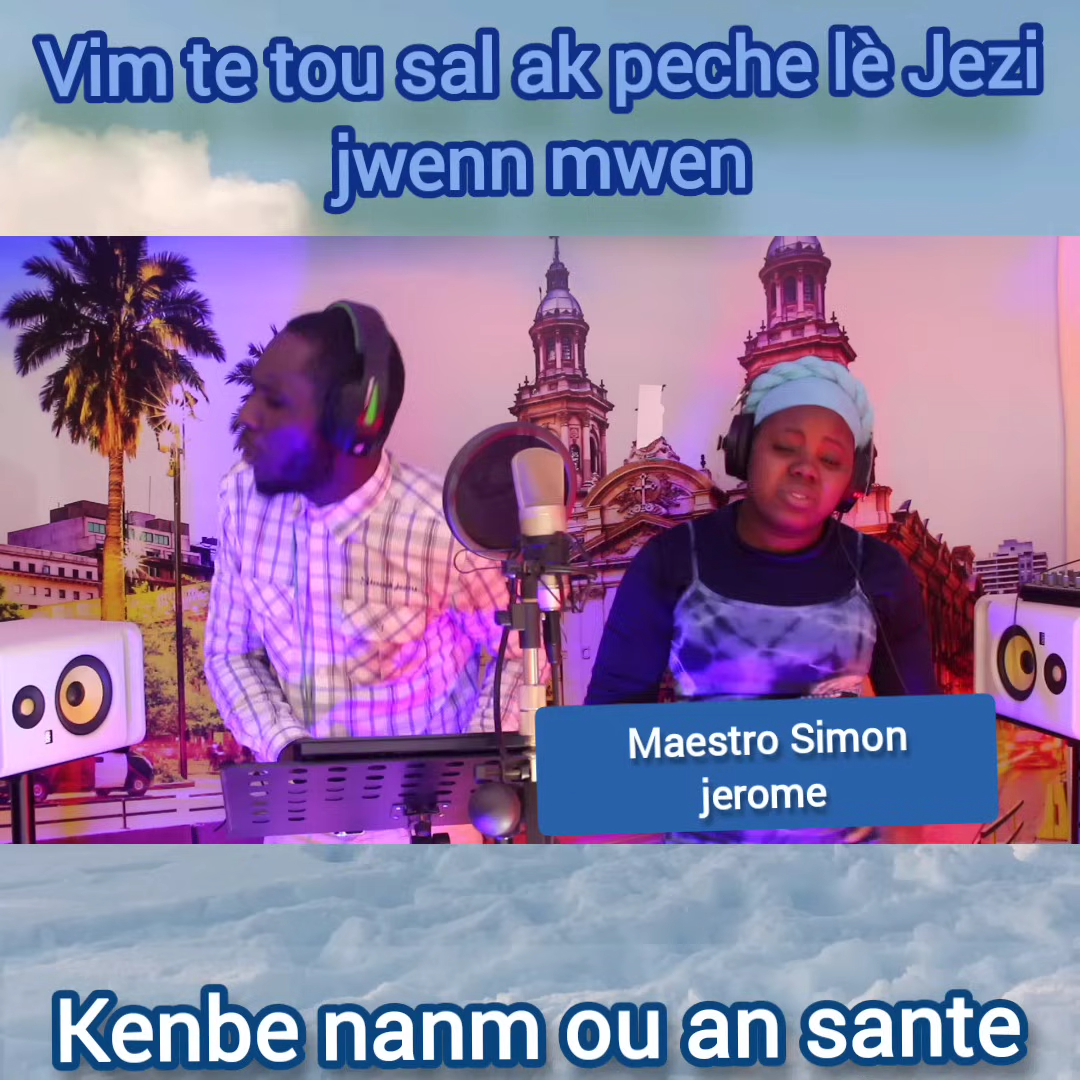 Vim te tou sal ak peche lè Jezi
jwenn mwen
Maestro Simon
jerome
Kenbe nanm ou an sante